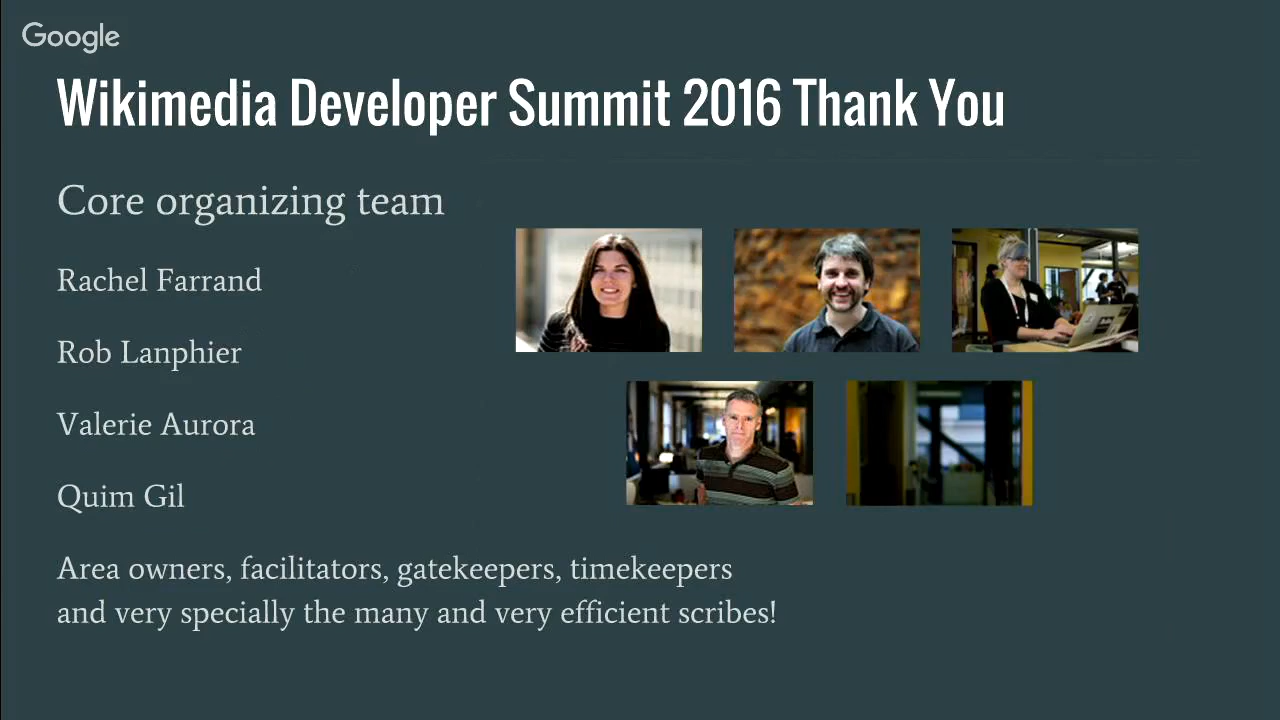 Google
Wikimedia Developer Summit 2016 Thank You
Core organizing team
Rachel Farrand
Rob Lanphier
Valerie Aurora
Quim Gil
Area owners, facilitators, gatekeepers, timekeepers
and very specially the many and very efficient scribes!